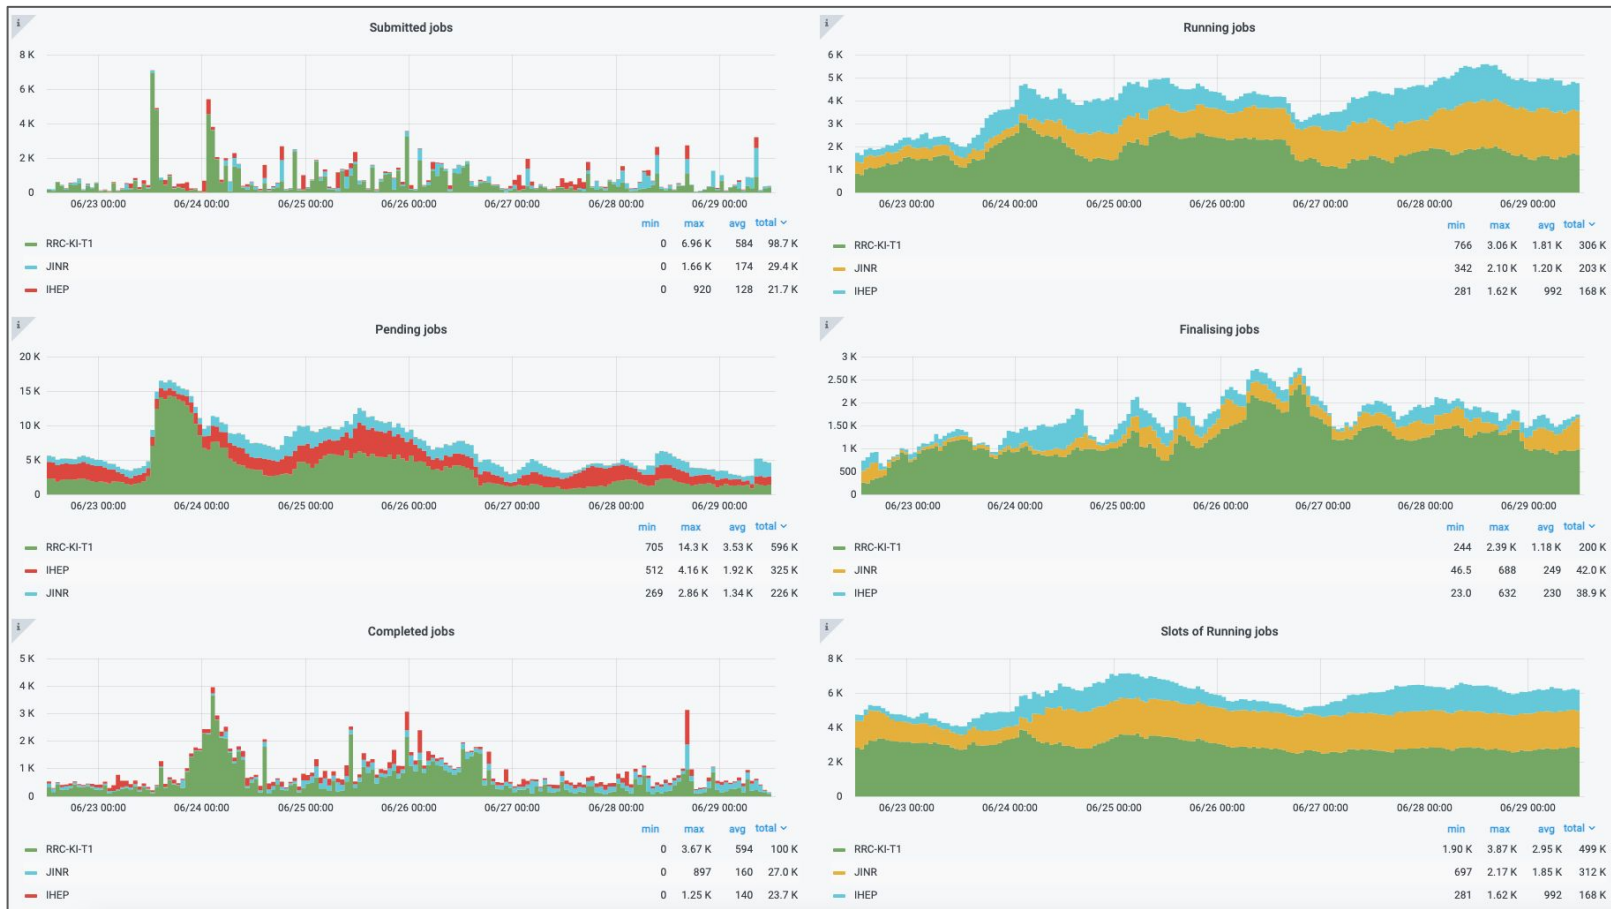 Submitted jobs
8 K
6 K
4 K
2 K
0
06/23 00:00 06/24 00:00 06/25 00:00 06/26 00:00 06/27 00:00 06/28 00:00 06/29 00:00
min max avg total
RRC-KI-T1 0 6.96 K 584 98.7 K
JINR 0 1.66 K 174 29.4 K
IHEP 0 920 128 21.7 K
Running jobs
6 K
5 K
4 K
3 K
2 K
1 K
0
06/23 00:00 06/24 00:00 06/25 00:00 06/26 00:00 06/27 00:00 06/28 00:00 06/29 00:00
min max avg total
RRC-KI-T1 766 3.06 K 1.81 K 306 K
JINR 342 2.10 K 1.20 K 203 K
IHEP 281 1.62 K 992 168 K
Pending jobs
20 K
15 K
10 K
5 K
0
06/23 00:00 06/24 00:00 06/25 00:00 06/26 00:00 06/27 00:00 06/28 00:00 06/29 00:00
min max avg total
RRC-KI-T1 705 14.3 K 3.53 K 596 K
IHEP 512 4.16 K 1.92 K 325 K
JINR 269 2.86 K 1.34 K 226 K
Finalising jobs
3 K
2.50 K
2 K
1.50 K
1 K
500
0
06/23 00:00 06/24 00:00 06/25 00:00 06/26 00:00 06/27 00:00 06/28 00:00 06/29 00:00
min max avg total
RRC-KI-T1 244 2.39 K 1.18 K 200 K
JINR 46.5 688 249 42.0 K
IHEP 23.0 632 230 38.9 K
Completed jobs
5 K
4 K
3 K
2 K
1 K
0
06/23 00:00 06/24 00:00 06/25 00:00 06/26 00:00 06/27 00:00 06/28 00:00 06/29 00:00
min max avg total
RRC-KI-T1 0 3.67 K 594 100 K
JINR 0 897 160 27.0 K
IHEP 0 1.25 K 140 23.7 K
Slots of Running jobs
8 K
6 K
4 K
2 K
0
06/23 00:00 06/24 00:00 06/25 00:00 06/26 00:00 06/27 00:00 06/28 00:00 06/29 00:00
min max avg total
RRC-KI-T1 1.90 K 3.87 K 2.95 K 499 K
JINR 697 2.17 K 1.85 K 312 K
IHEP 281 1.62 K 992 168 K